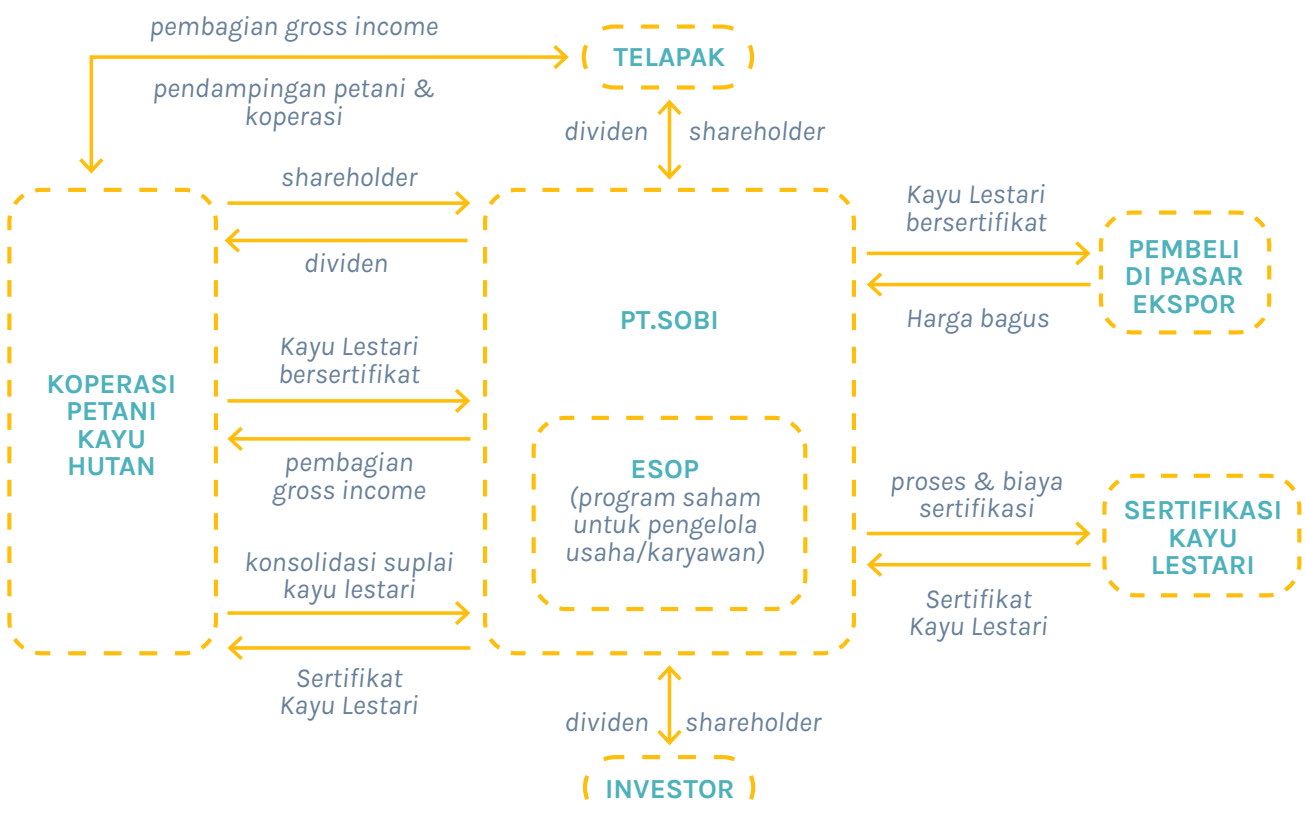 pembagian gross income
TELAPAK
pendampingan petani &
koperasi
dividen
shareholder
shareholder
dividen
Kayu Lestari
bersertifikat
PEMBELI
DI PASAR
EKSPOR
Harga bagus
PT.SOBI
Kayu Lestari
bersertifikat
KOPERASI
PETANI
KAYU
HUTAN
pembagian
gross income
ESOP
(program saham
untuk pengelola
usaha/karyawan)
proses & biaya
sertifikasi
SERTIFIKASI
KAYU
LESTARI
konsolidasi suplai
kayu lestari
Sertifikat
Kayu Lestari
Sertifikat
Kayu Lestari
dividen
shareholder
INVESTOR